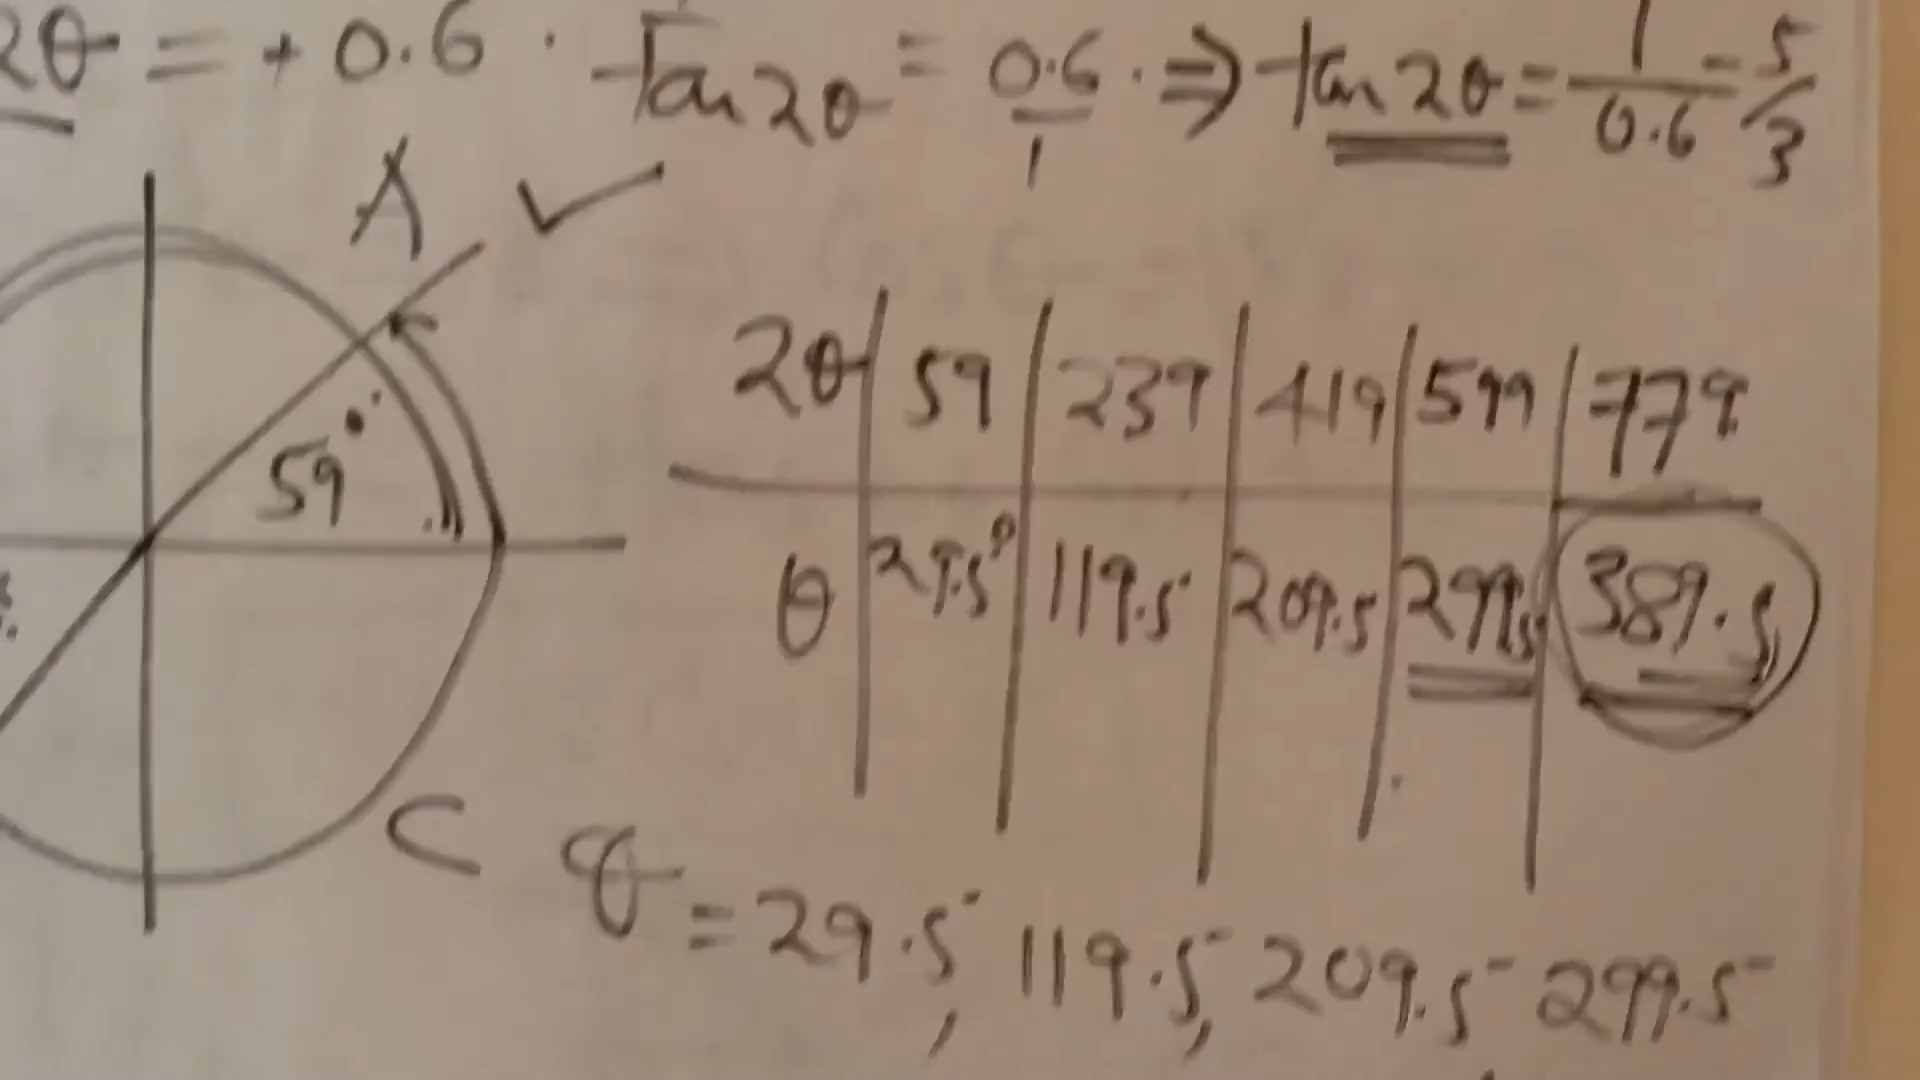 2θ = + 0.6 · 1/tan 2θ = 0.6/1 · ⇒ tan 2θ = 1/0.6 = 5/3
A ✓
59°
2θ | 59 | 239 | 419 | 599 | 779
θ | 29.5° | 119.5 | 209.5 | 299.5 | 389.5
C
θ = 29.5, 119.5, 209.5 299.5